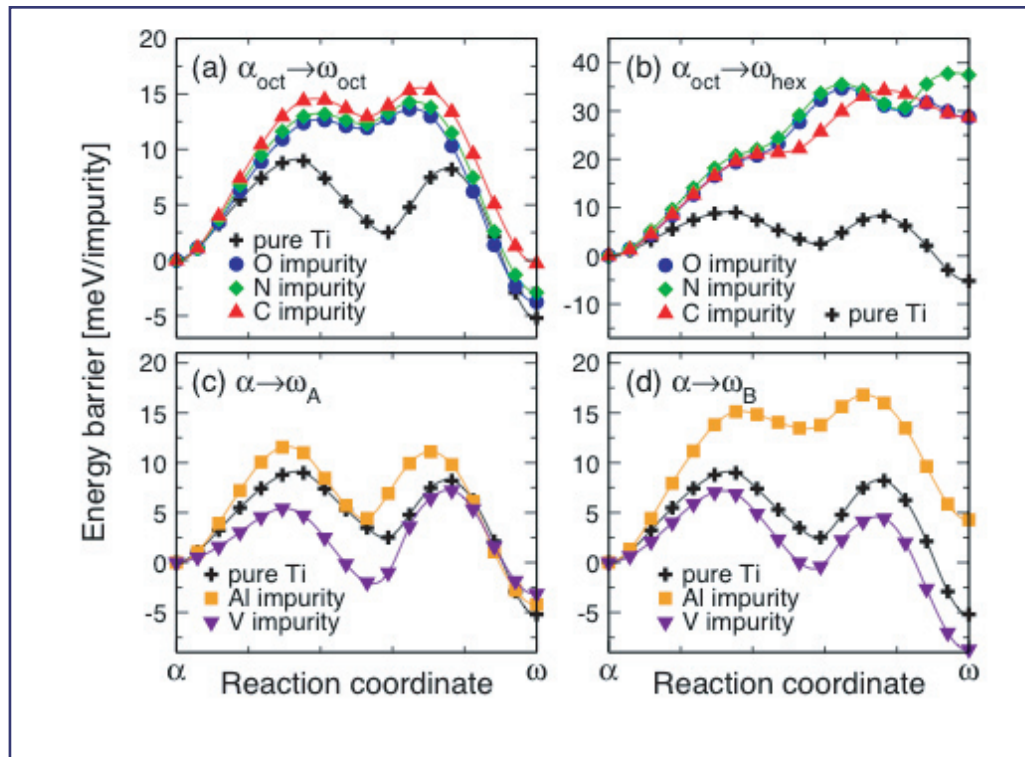 Energy barrier [meV/impurity]
20
15
10
5
0
-5
(a) α_oct→ω_oct
pure Ti
O impurity
N impurity
C impurity
40
30
20
10
0
-10
(b) α_oct→ω_hex
O impurity
N impurity
C impurity
pure Ti
20
15
10
5
0
-5
(c) α→ω_A
pure Ti
Al impurity
V impurity
α
Reaction coordinate
ω
20
15
10
5
0
-5
(d) α→ω_B
pure Ti
Al impurity
V impurity
α
Reaction coordinate
ω